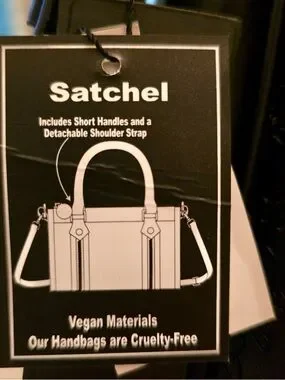 Satchel
Includes Short Handles and a
Detachable Shoulder Strap
Vegan Materials
Our Handbags are Cruelty-Free